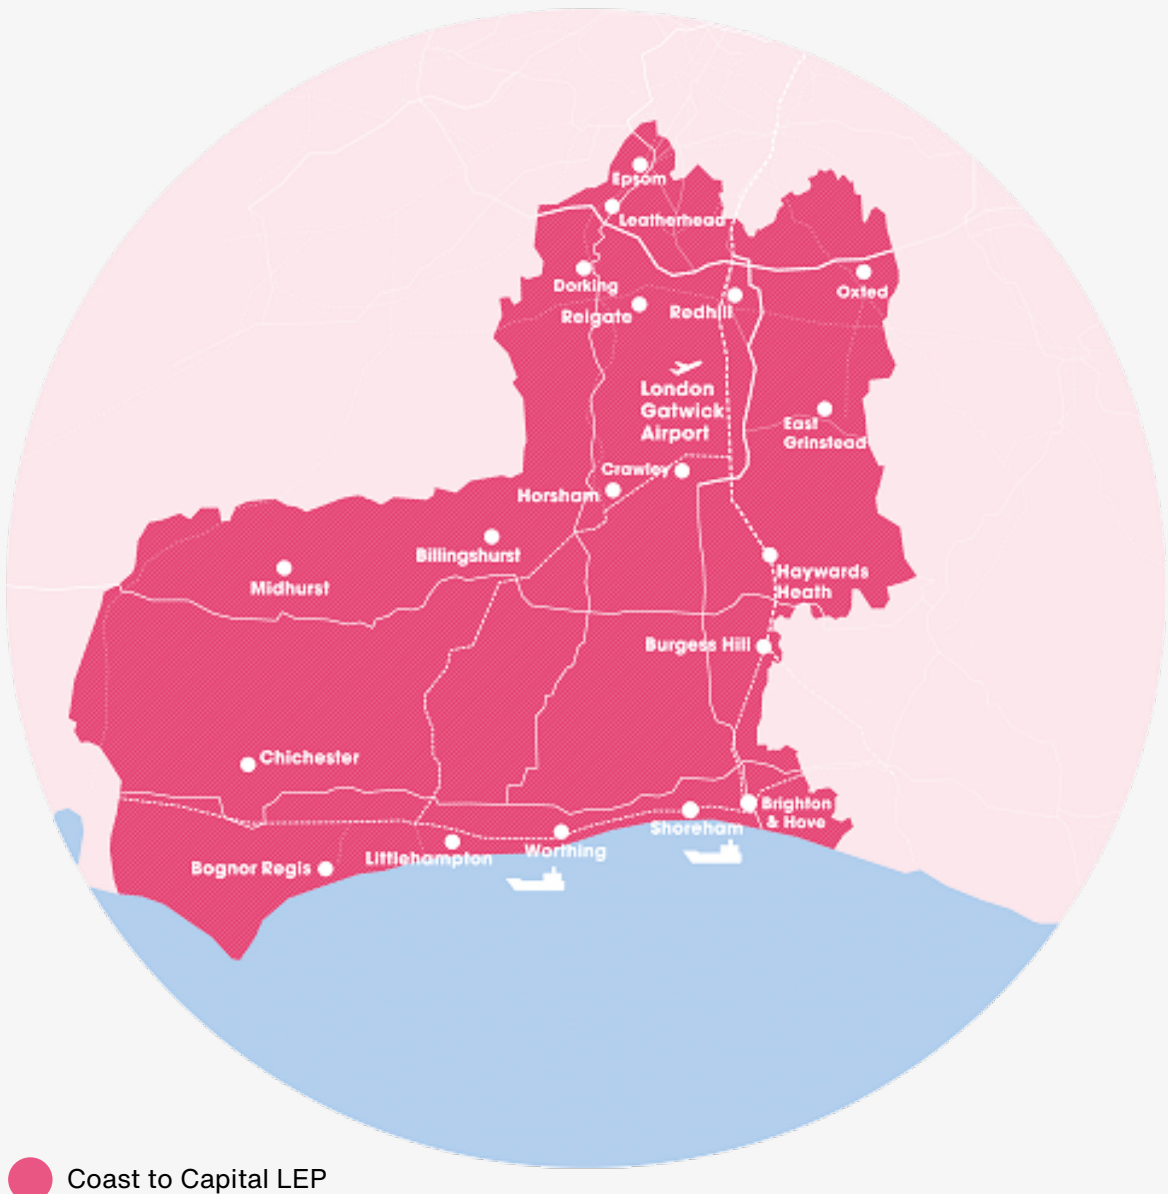 Epsom
Leatherhead
Dorking
Oxted
Reigate
Redhill
London
Gatwick
Airport
East
Grinstead
Crawley
Horsham
Billingshurst
Haywards
Heath
Midhurst
Burgess Hill
Chichester
Brighton
& Hove
Shoreham
Worthing
Littlehampton
Bognor Regis
Coast to Capital LEP